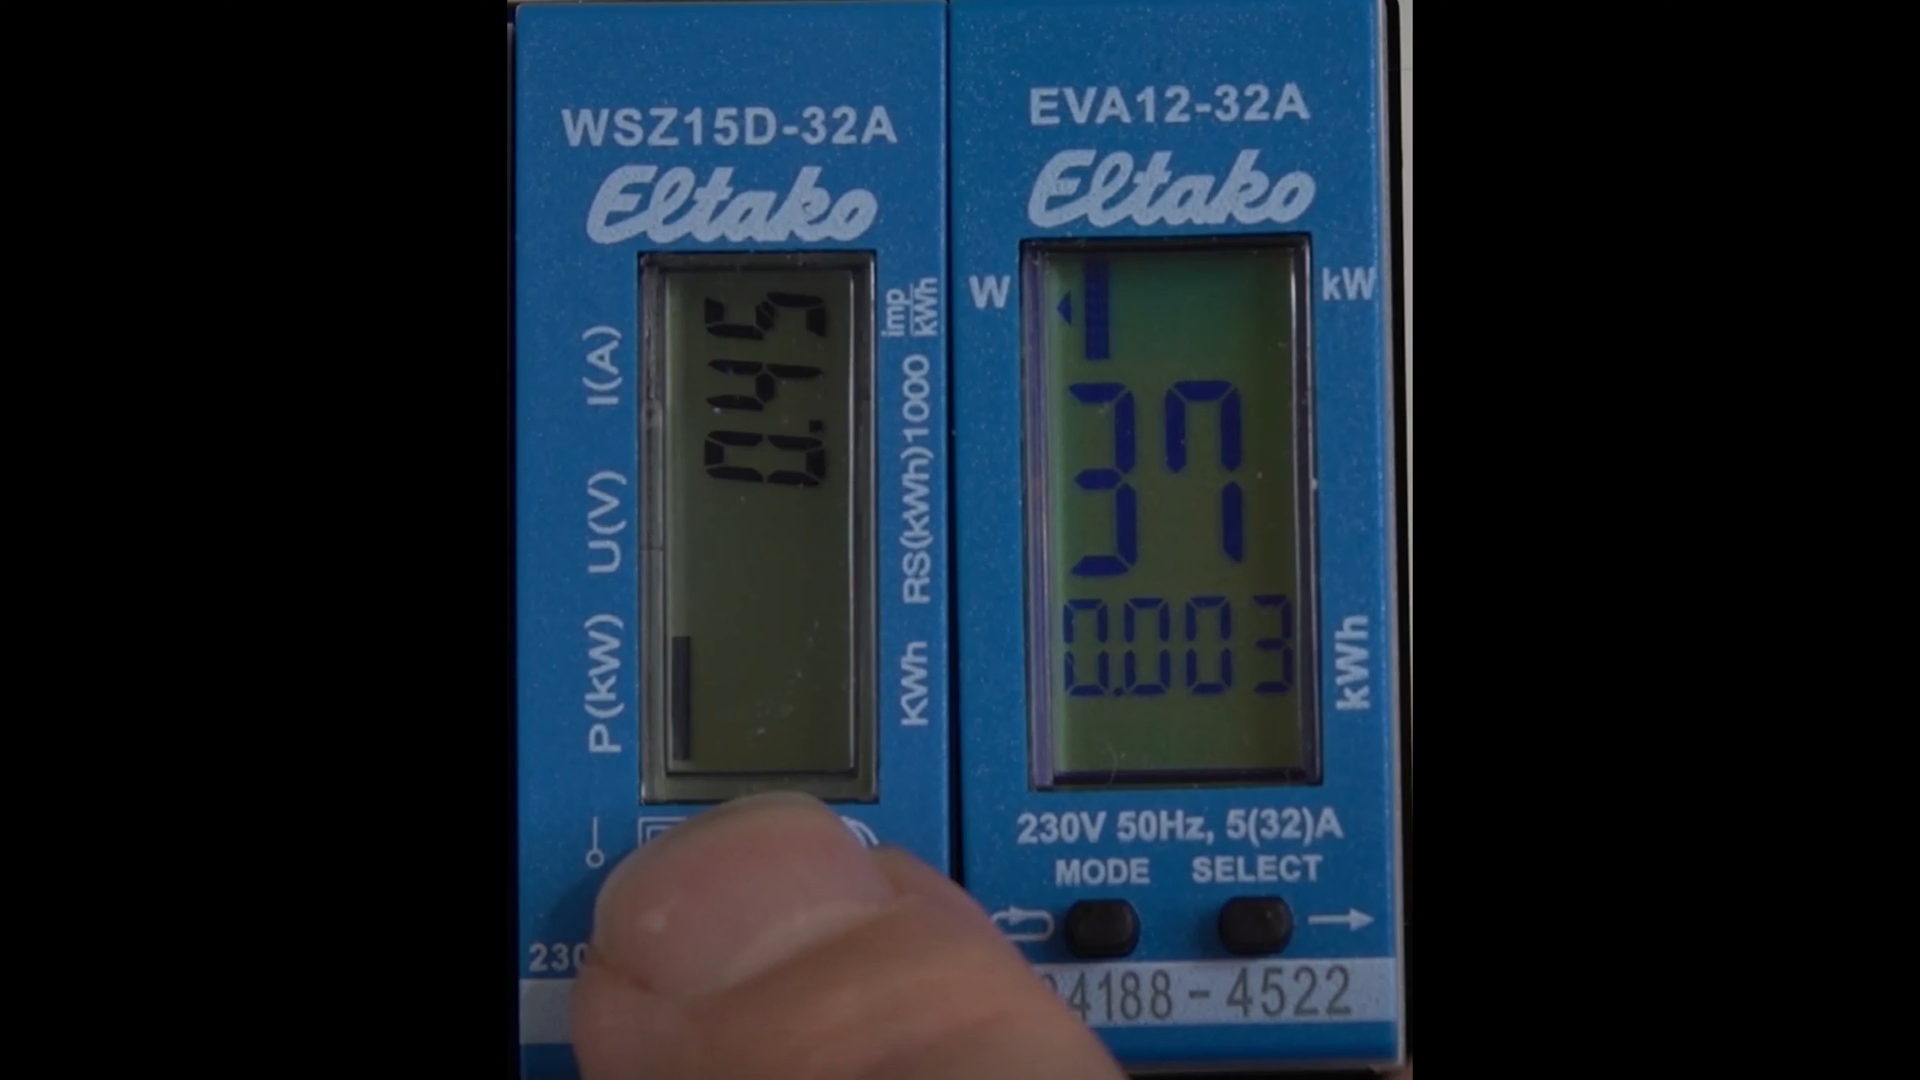 WSZ15D-32A
Eltako
I(A)
U(V)
P(kW)
0.45
imp
kWh
RS(kWh)1000
KWh
230
EVA12-32A
Eltako
W
kW
37
0.003
kWh
230V 50Hz, 5(32)A
MODE SELECT
4188 - 4522